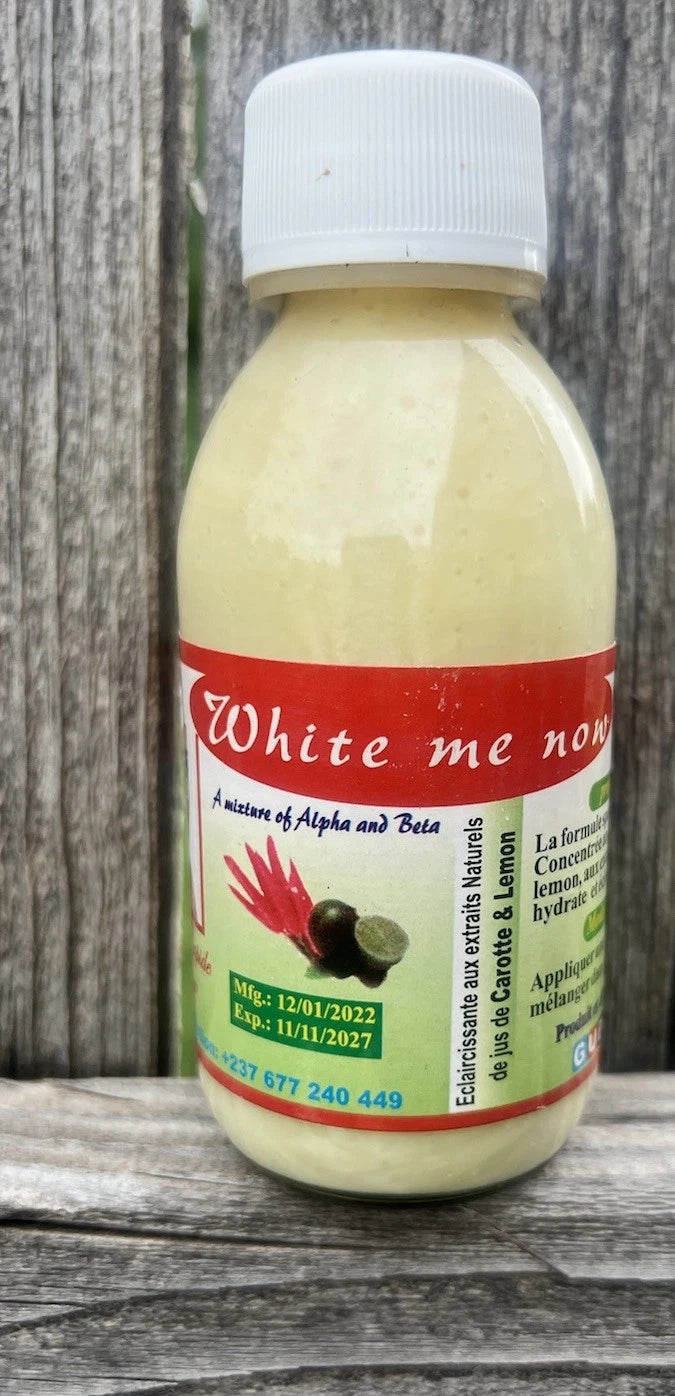 White me now
A mixture of Alpha and Beta
Mfg.: 12/01/2022
Exp.: 11/11/2027
+237 677 240 449
Eclaircissante aux extraits Naturels
de jus de Carotte & Lemon
La formule
Concentrée
lemon, aux
hydrate et
Appliquer
mélanger
Produit